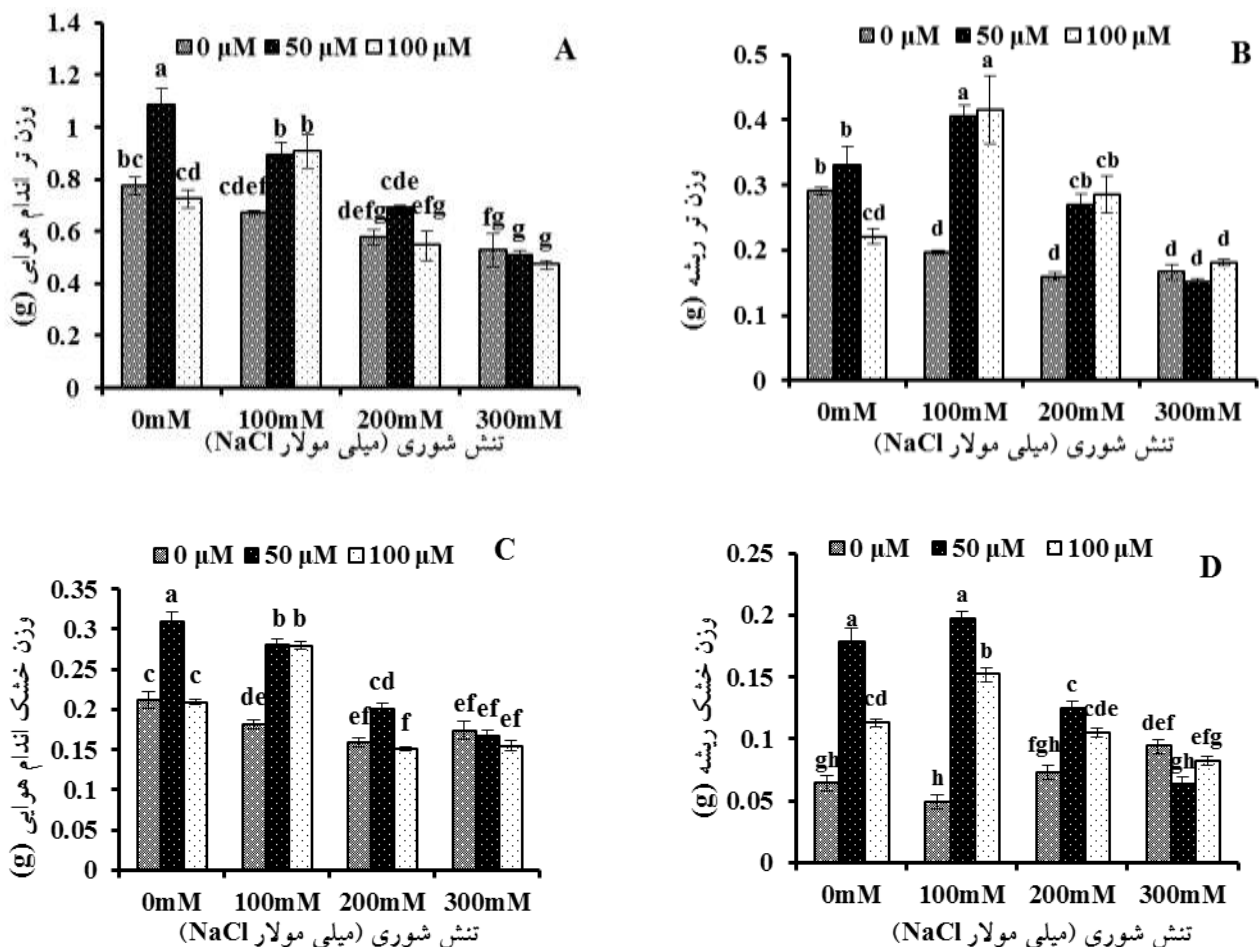 A
0 µM 50 µM 100 µM
وزن تر اندام هوایی (g)
1.4
1.2
1
0.8
0.6
0.4
0.2
0
bc a cd
cdef b b
defg cde efg
fg g g
0mM 100mM 200mM 300mM
تنش شوری (میلی مولار NaCl)
B
0 µM 50 µM 100 µM
وزن تر ریشه (g)
0.5
0.4
0.3
0.2
0.1
0
b b cd
d a a
d cb cb
d d d
0mM 100mM 200mM 300mM
تنش شوری (میلی مولار NaCl)
C
0 µM 50 µM 100 µM
وزن خشک اندام هوایی (g)
0.35
0.3
0.25
0.2
0.15
0.1
0.05
0
c a c
de b b
ef cd f
ef ef ef
0mM 100mM 200mM 300mM
تنش شوری (میلی مولار NaCl)
D
0 µM 50 µM 100 µM
وزن خشک ریشه (g)
0.25
0.2
0.15
0.1
0.05
0
gh a cd
h a b
fgh c cde
def gh efg
0mM 100mM 200mM 300mM
تنش شوری (میلی مولار NaCl)